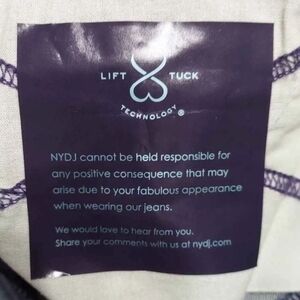 LIFT TUCK
TECHNOLOGY®
NYDJ cannot be held responsible for
any positive consequence that may
arise due to your fabulous appearance
when wearing our jeans.
We would love to hear from you.
Share your comments with us at nydj.com